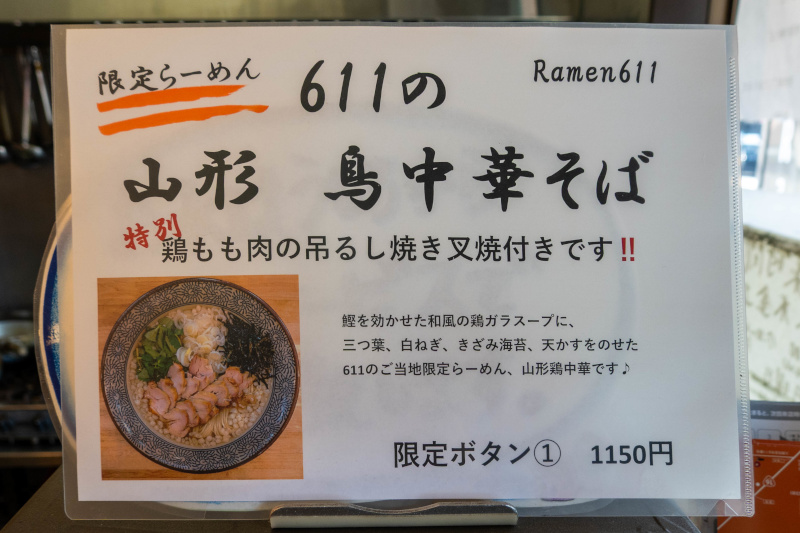 限定らーめん
611の
Ramen611
山形 鳥中華そば
特別
鶏もも肉の吊るし焼き叉焼付きです‼
鰹を効かせた和風の鶏ガラスープに、
三つ葉、白ねぎ、きざみ海苔、天かすをのせた
611のご当地限定らーめん、山形鶏中華です♪
限定ボタン① 1150円